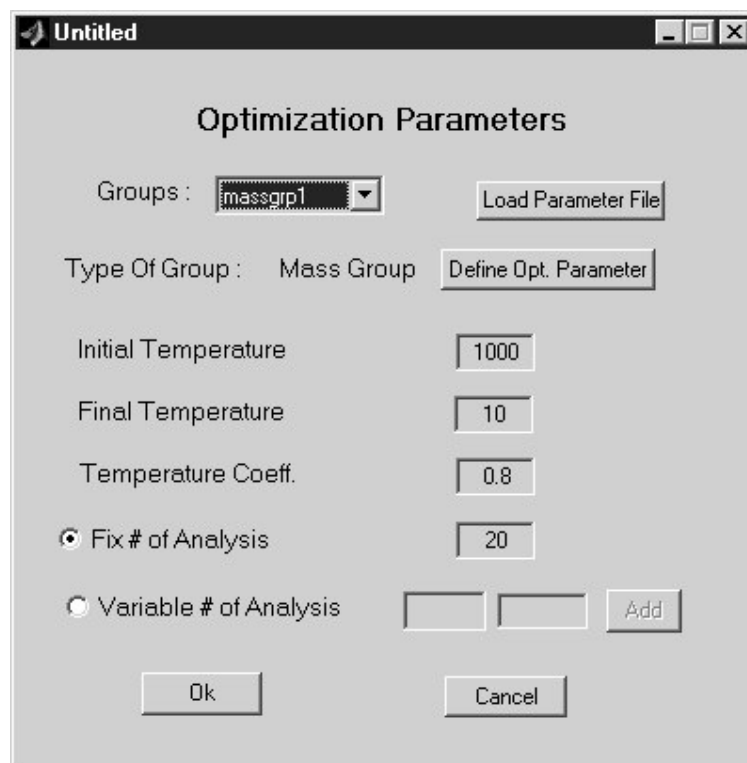 Untitled
Optimization Parameters
Groups : massgrp1 Load Parameter File
Type Of Group : Mass Group Define Opt. Parameter
Initial Temperature 1000
Final Temperature 10
Temperature Coeff. 0.8
Fix # of Analysis 20
Variable # of Analysis Add
Ok Cancel